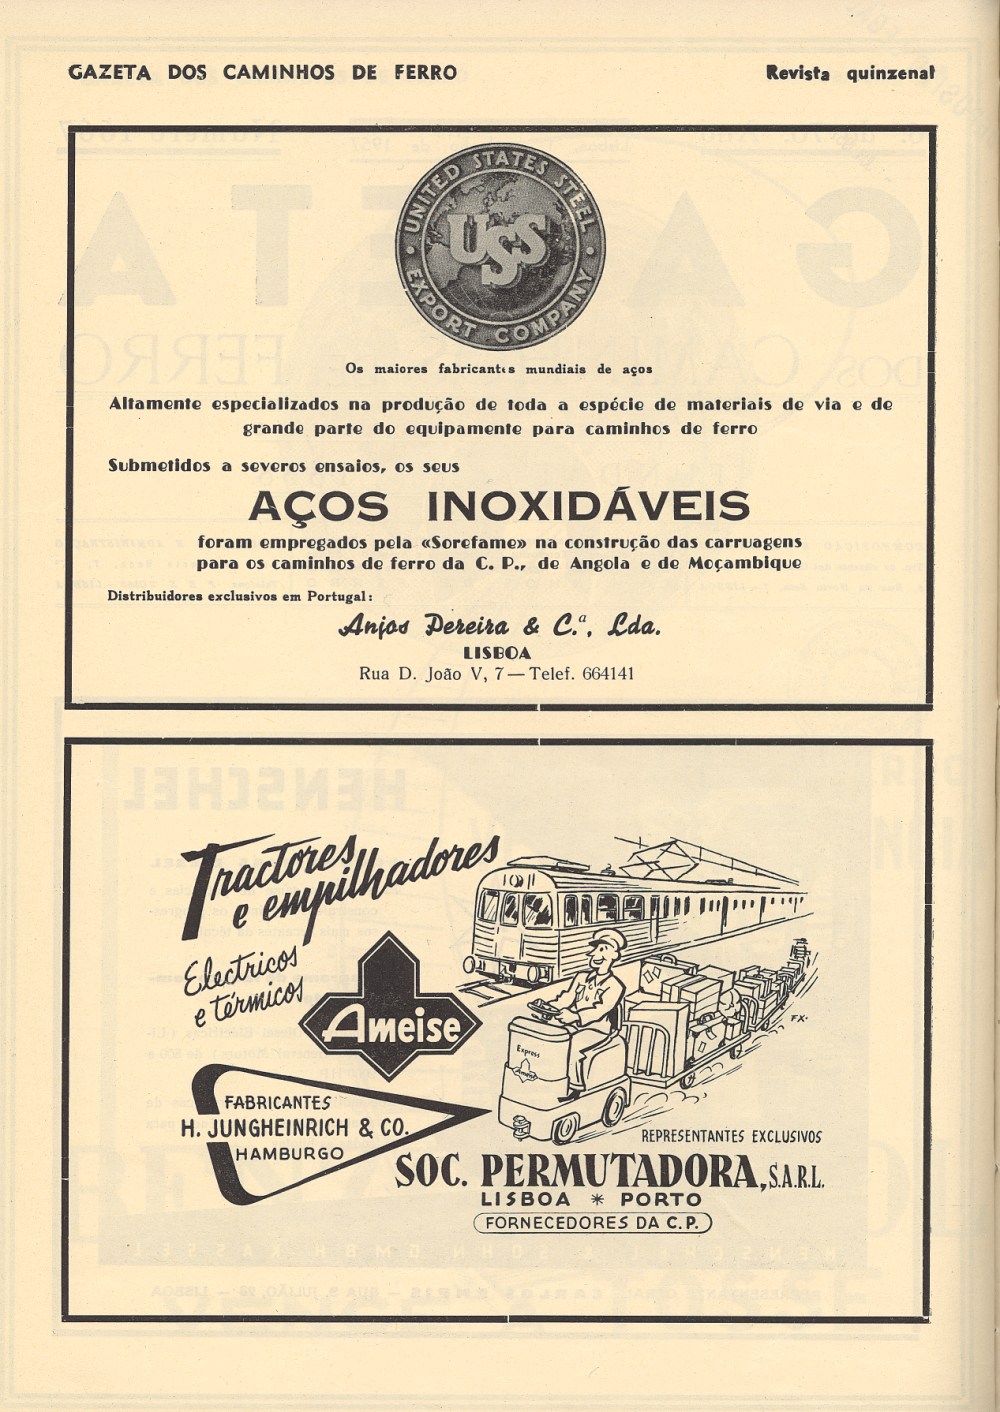 GAZETA DOS CAMINHOS DE FERRO
Revista quinzenal
UNITED STATES STEEL
USS
EXPORT COMPANY
Os maiores fabricantes mundiais de aços
Altamente especializados na produção de toda a espécie de materiais de via e de
grande parte do equipamente para caminhos de ferro
Submetidos a severos ensaios, os seus
AÇOS INOXIDÁVEIS
foram empregados pela «Sorefame» na construção das carruagens
para os caminhos de ferro da C. P., de Angola e de Moçambique
Distribuidores exclusivos em Portugal:
Anjos Pereira & C.ª, Lda.
LISBOA
Rua D. João V, 7 — Telef. 664141
Tractores
e empilhadores
Electricos
e térmicos
Ameise
FX.
Express
Ameise
FABRICANTES
H. JUNGHEINRICH & CO.
HAMBURGO
REPRESENTANTES EXCLUSIVOS
SOC. PERMUTADORA, S.A.R.L.
LISBOA * PORTO
FORNECEDORES DA C.P.